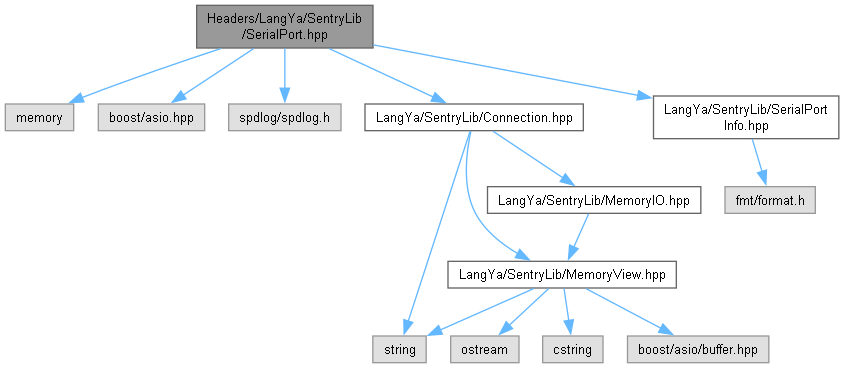 Headers/LangYa/SentryLib
/SerialPort.hpp
memory
boost/asio.hpp
spdlog/spdlog.h
LangYa/SentryLib/Connection.hpp
LangYa/SentryLib/SerialPort
Info.hpp
LangYa/SentryLib/MemoryIO.hpp
fmt/format.h
LangYa/SentryLib/MemoryView.hpp
string
ostream
cstring
boost/asio/buffer.hpp